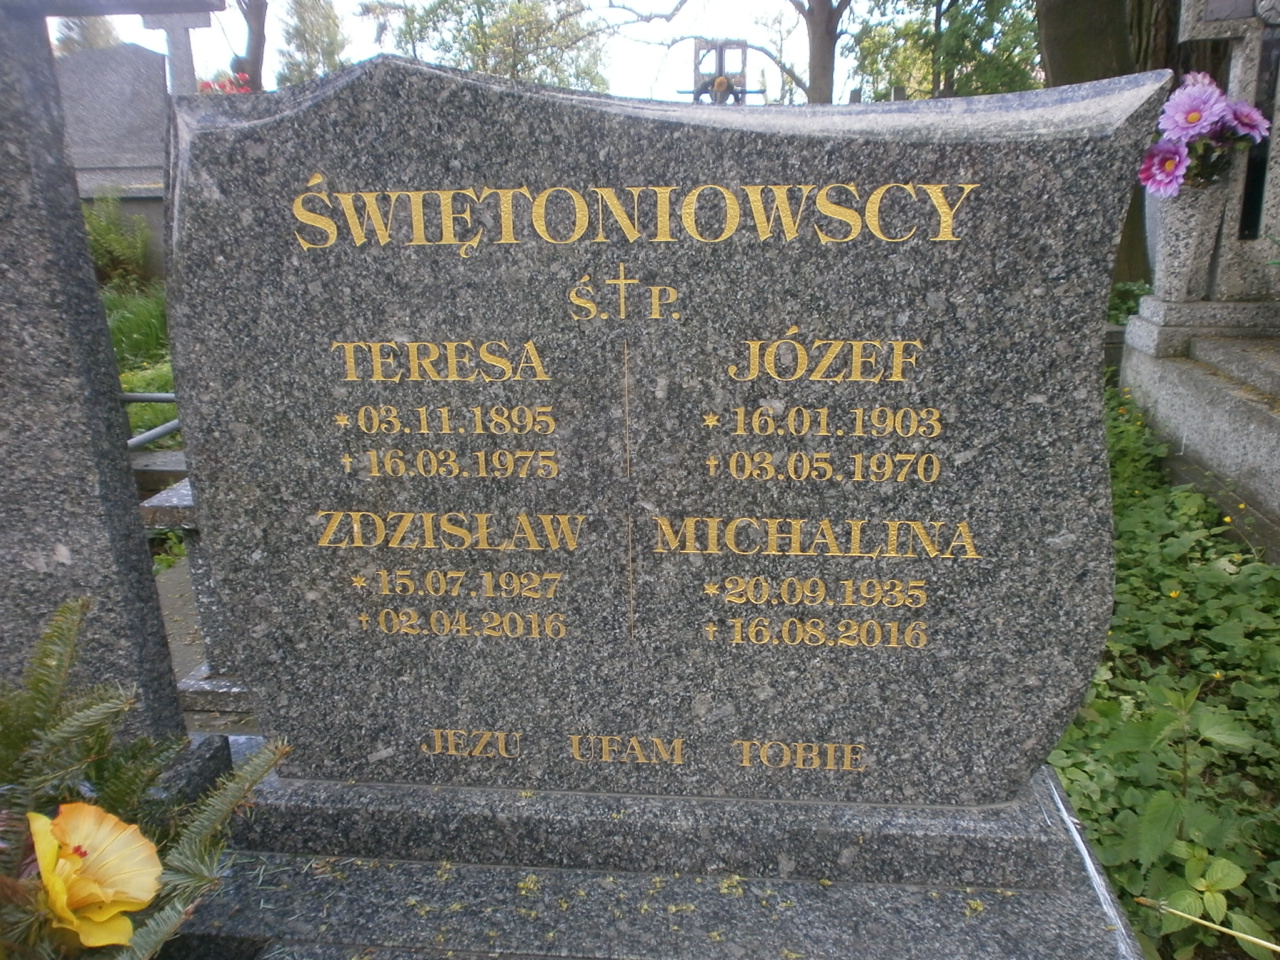 ŚWIĘTONIOWSCY
Ś.†P.
TERESA
*03.11.1895
†16.03.1975
JÓZEF
*16.01.1903
†03.05.1970
ZDZISŁAW
*15.07.1927
†02.04.2016
MICHALINA
*20.09.1935
†16.08.2016
JEZU UFAM TOBIE